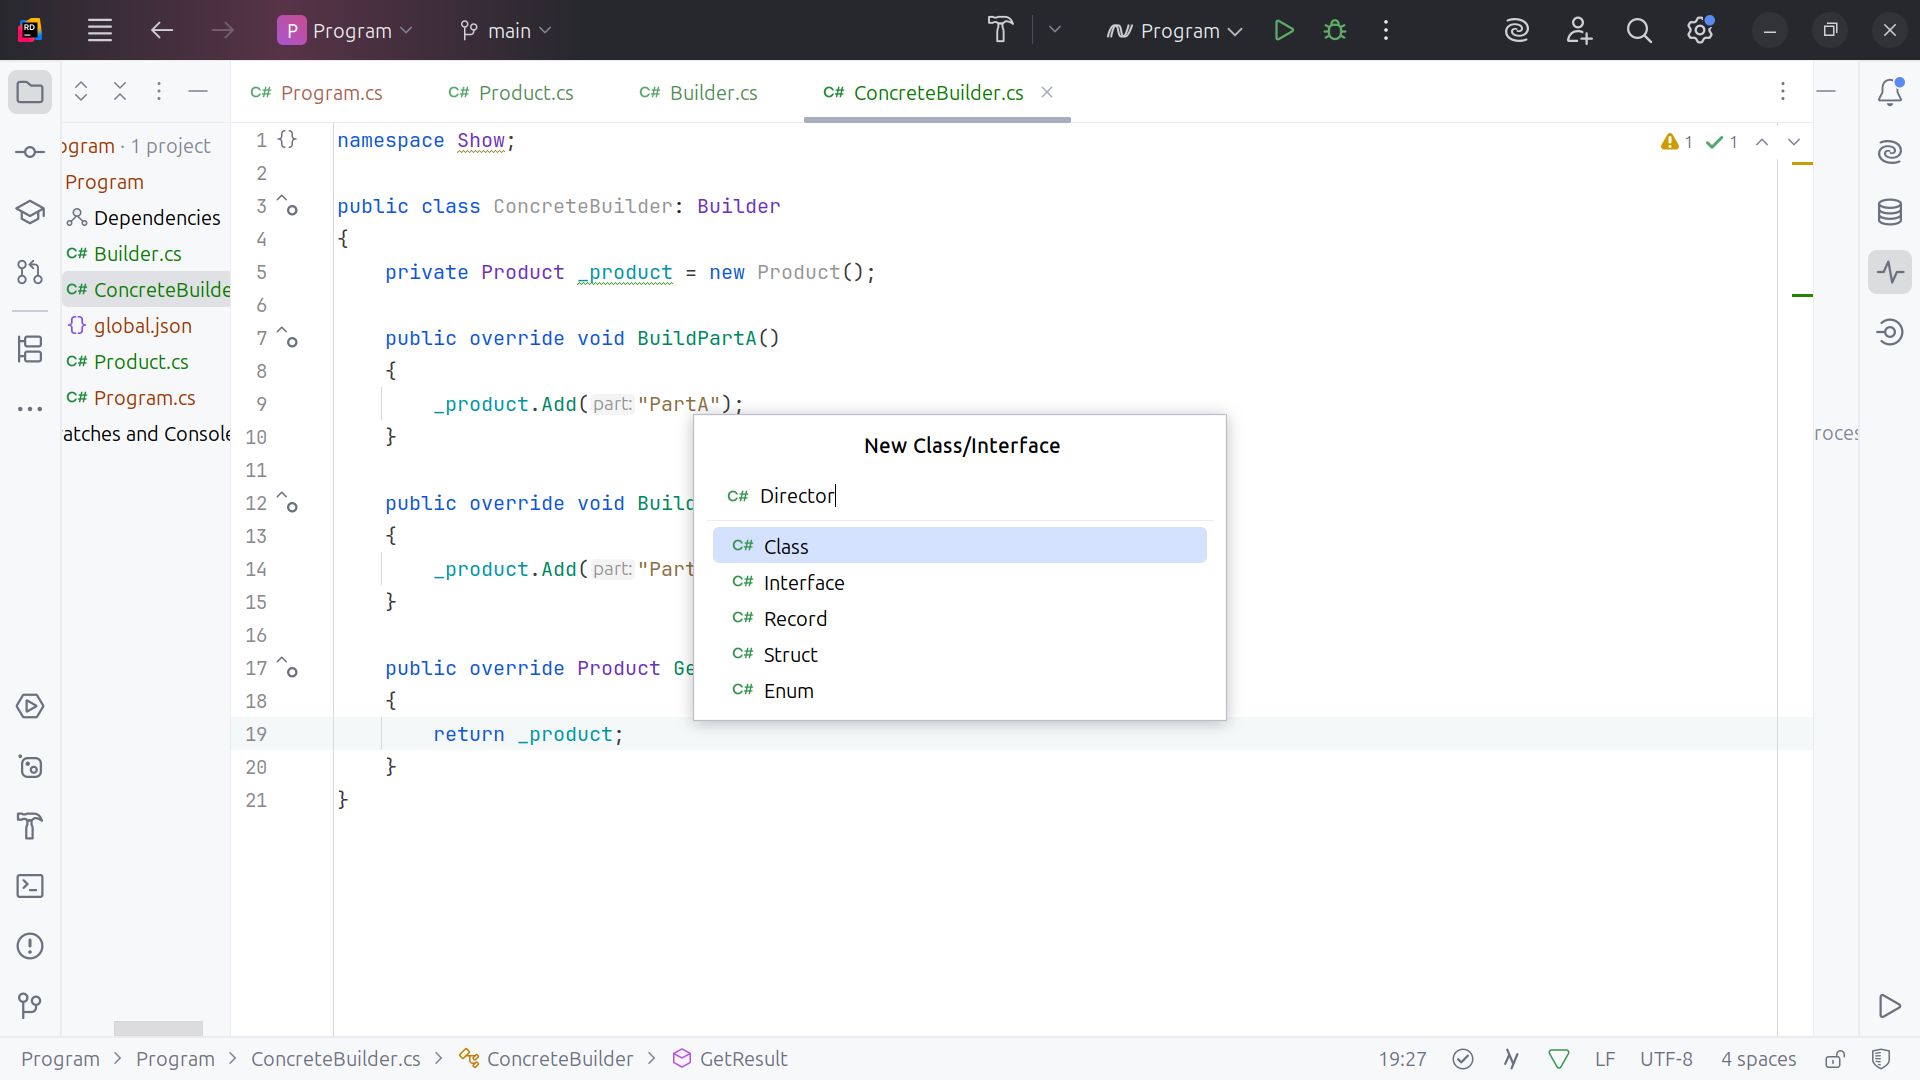 Program
main
Program
Program.cs
Product.cs
Builder.cs
ConcreteBuilder.cs
ogram · 1 project
Program
Dependencies
C# Builder.cs
C# ConcreteBuilde
{} global.json
C# Product.cs
C# Program.cs
atches and Console
1 namespace Show;
2
3 public class ConcreteBuilder: Builder
4 {
5 private Product _product = new Product();
6
7 public override void BuildPartA()
8 {
9 _product.Add( part: "PartA");
10 }
11
12 public override void Build
13 {
14 _product.Add( part: "Part
15 }
16
17 public override Product Ge
18 {
19 return _product;
20 }
21 }
1 1
New Class/Interface
C# Director
C# Class
C# Interface
C# Record
C# Struct
C# Enum
roces
Program > Program > ConcreteBuilder.cs > ConcreteBuilder > GetResult
19:27 LF UTF-8 4 spaces